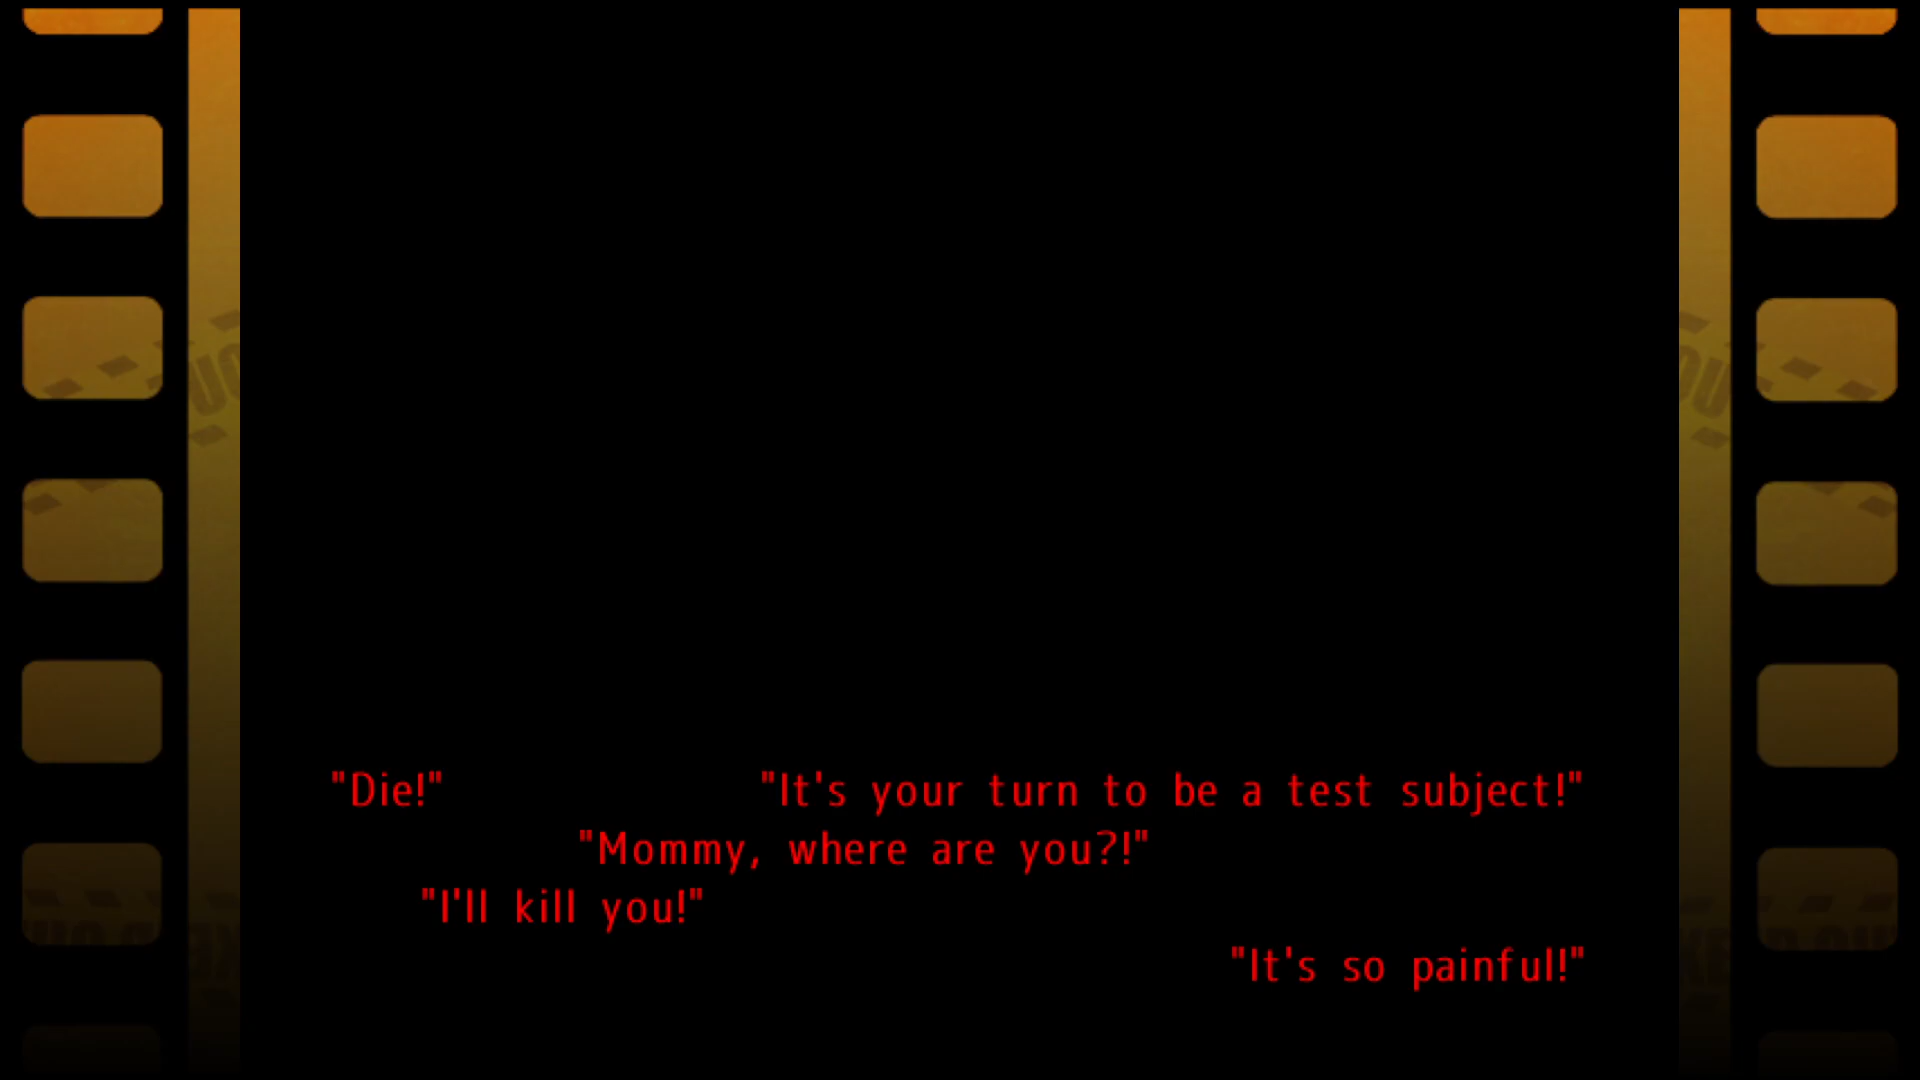 "Die!" "It's your turn to be a test subject!"
"Mommy, where are you?!"
"I'll kill you!"
"It's so painful!"